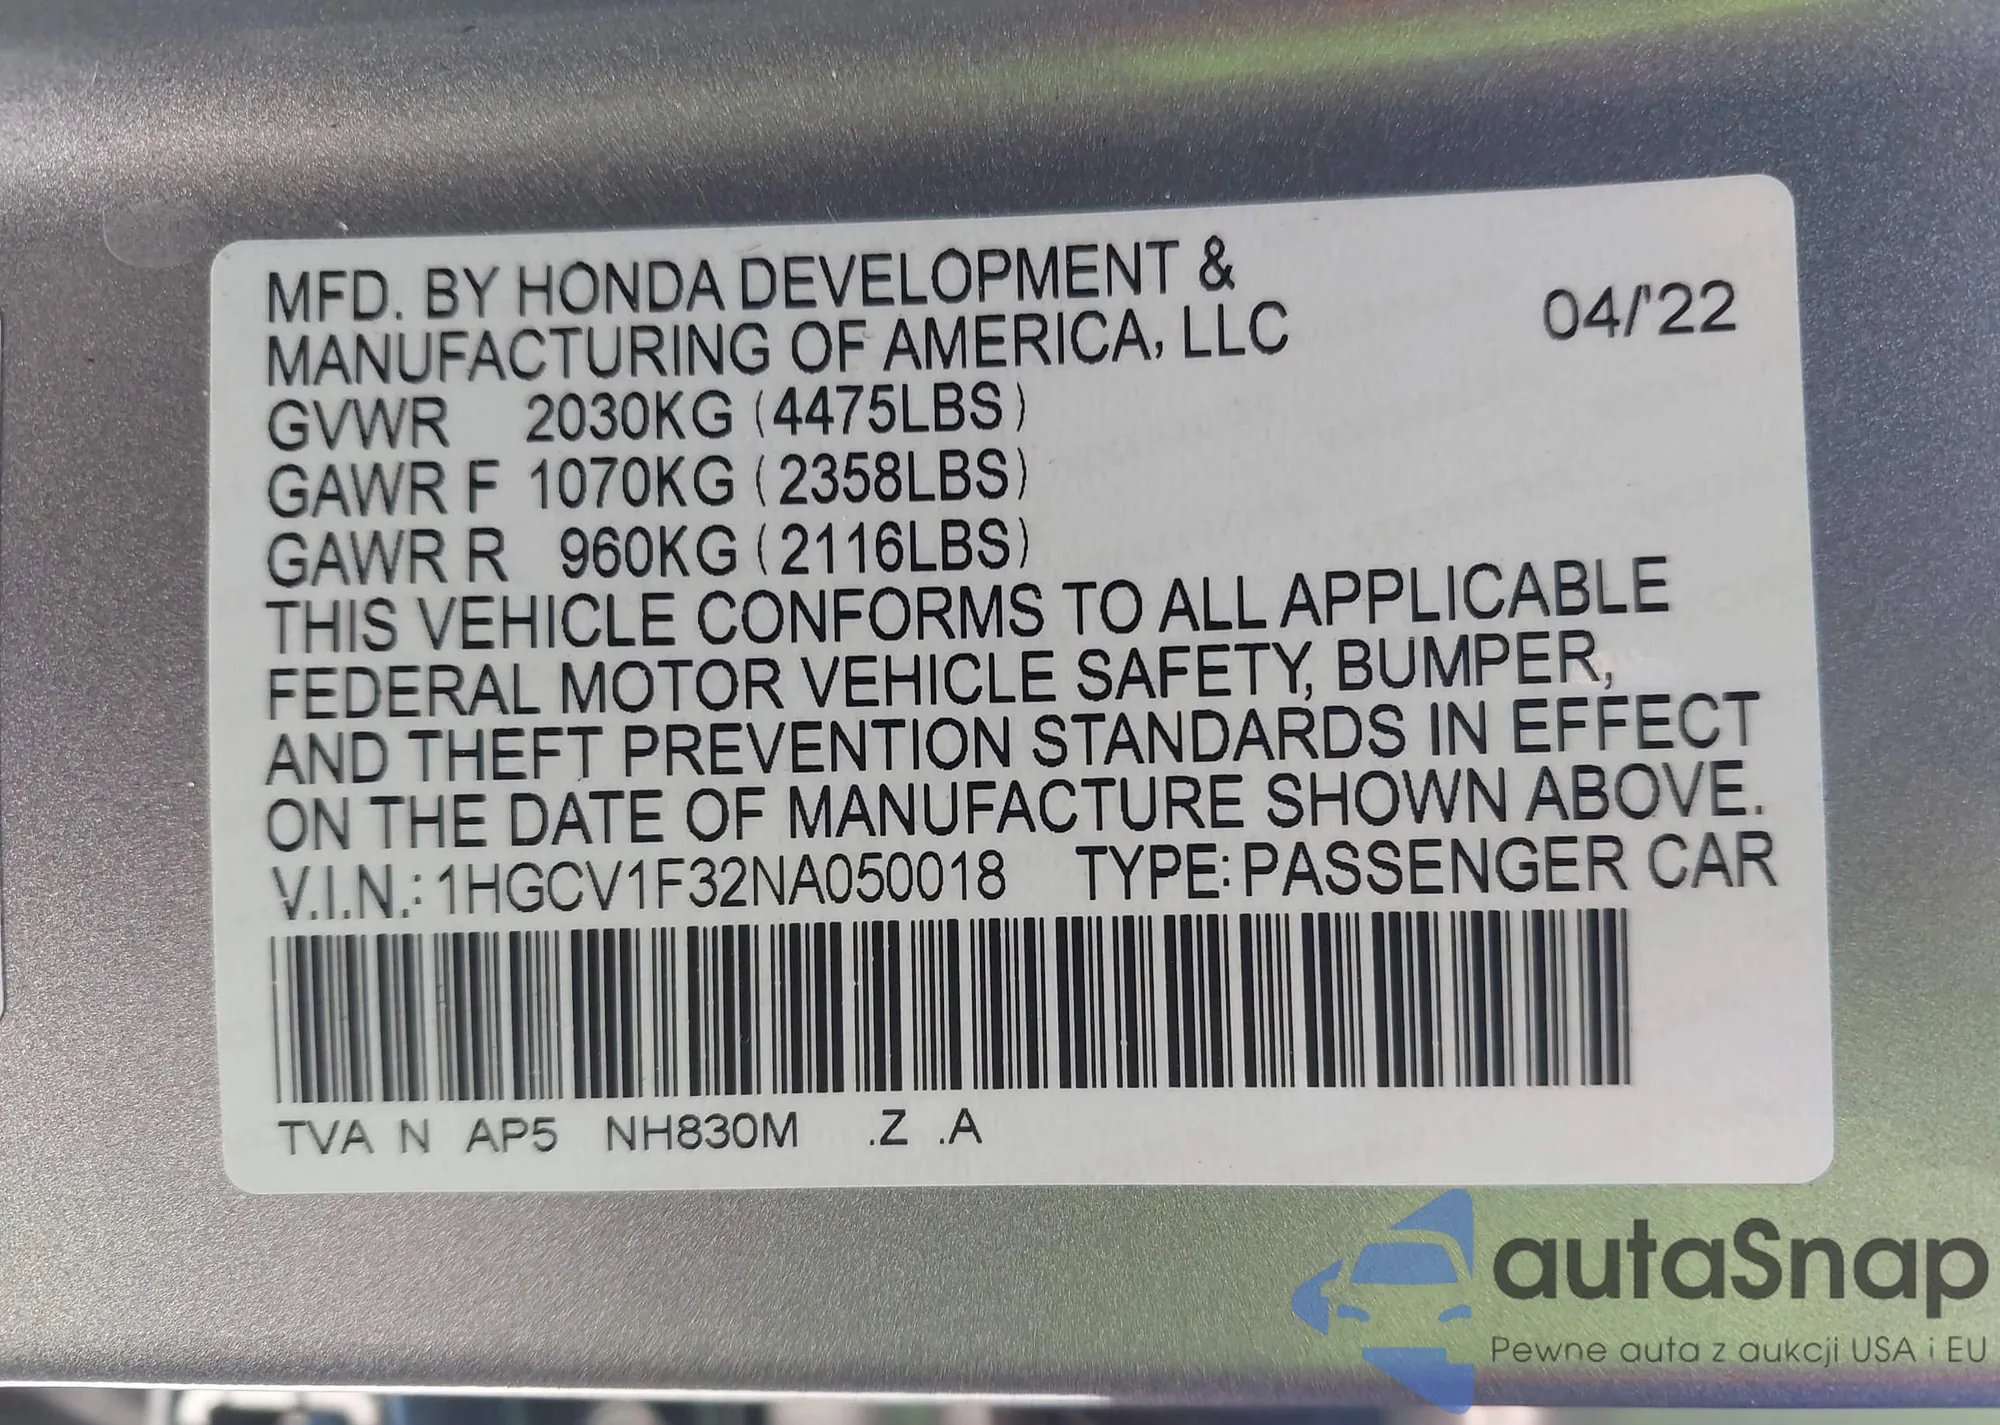 MFD. BY HONDA DEVELOPMENT &
MANUFACTURING OF AMERICA, LLC
04/'22
GVWR 2030KG (4475LBS)
GAWR F 1070KG (2358LBS)
GAWR R 960KG (2116LBS)
THIS VEHICLE CONFORMS TO ALL APPLICABLE
FEDERAL MOTOR VEHICLE SAFETY, BUMPER,
AND THEFT PREVENTION STANDARDS IN EFFECT
ON THE DATE OF MANUFACTURE SHOWN ABOVE.
V.I.N.: 1HGCV1F32NA050018 TYPE: PASSENGER CAR
TVA N AP5 NH830M .Z .A
autaSnap
Pewne auta z aukcji USA i EU